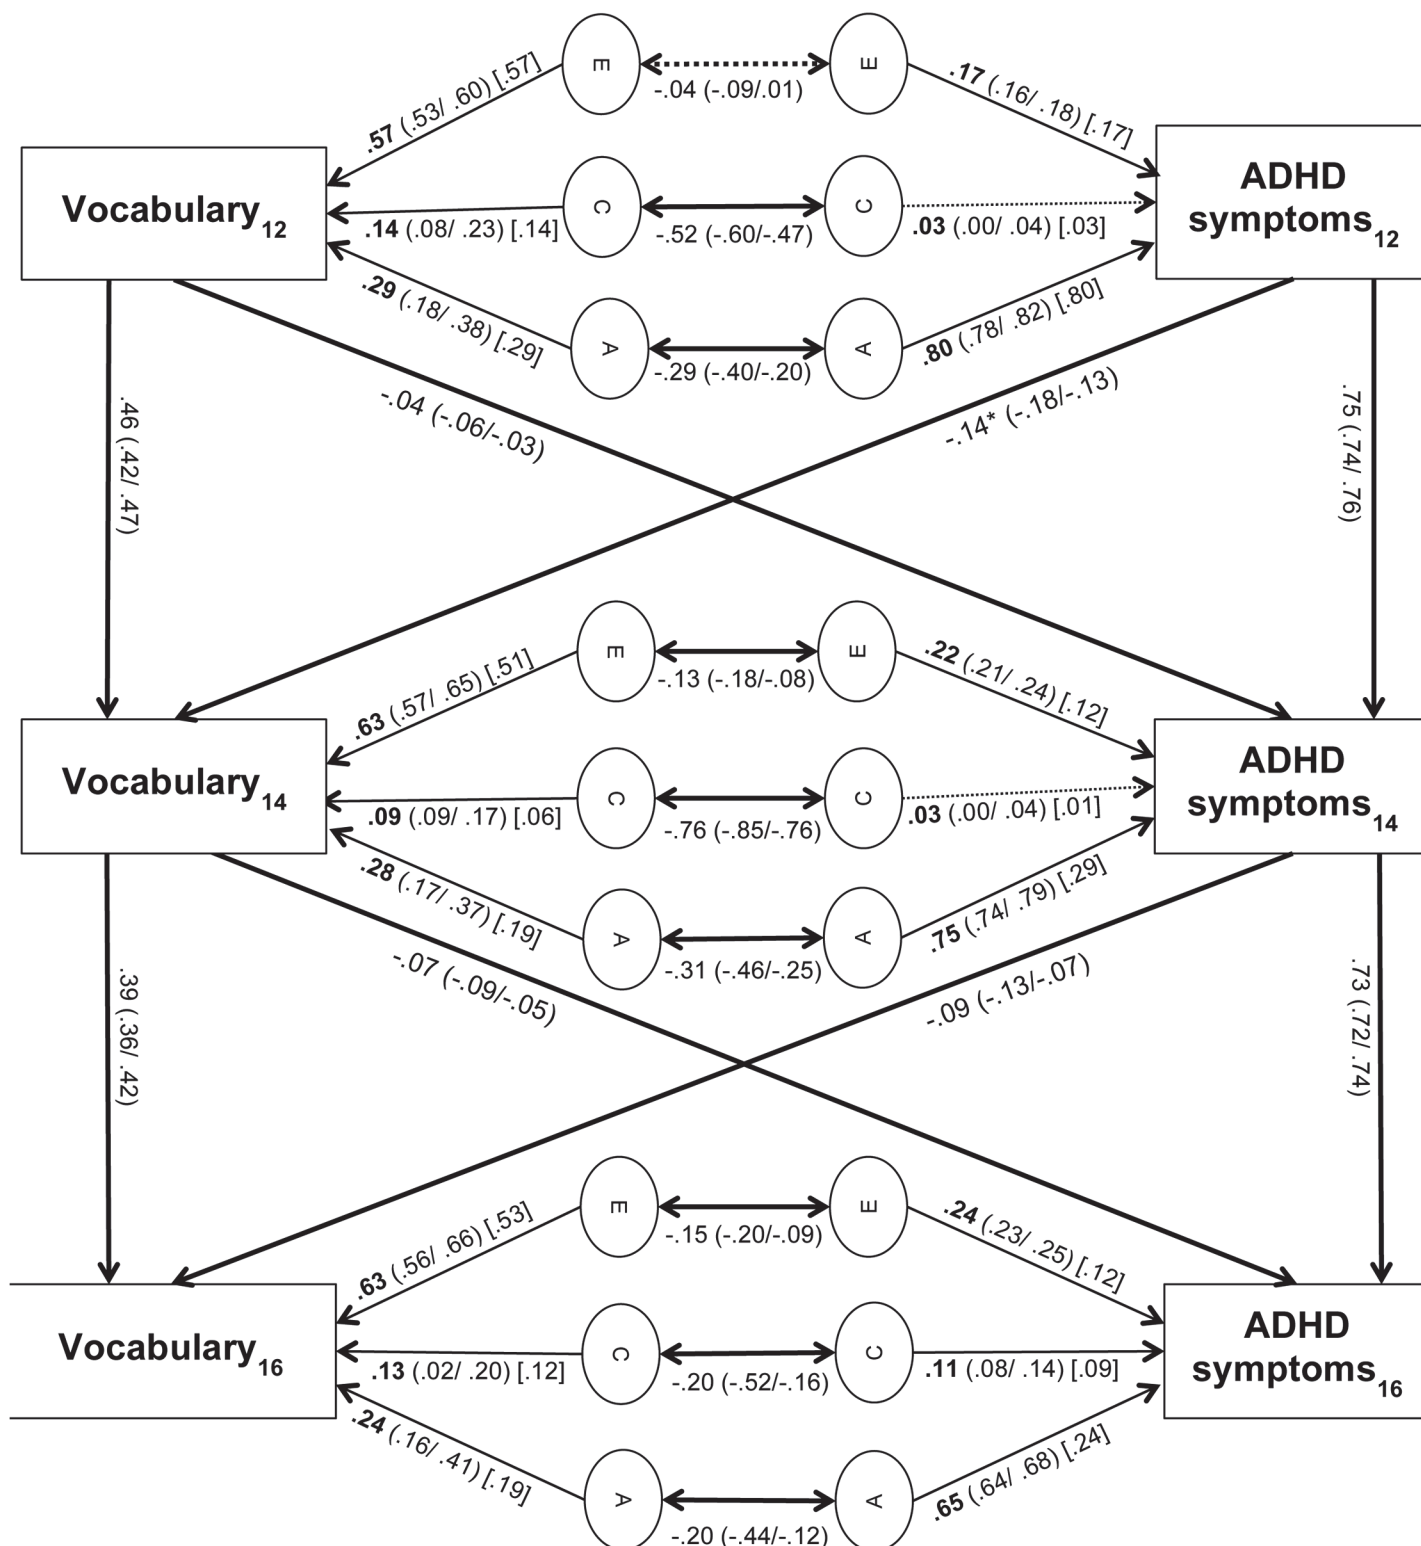 E
E
-.04 (-.09/.01)
.57 (.53/ .60) [.57]
.17 (.16/ .18) [.17]
Vocabulary12
C
C
ADHD
symptoms12
.14 (.08/ .23) [.14]
-.52 (-.60/-.47)
.03 (.00/ .04) [.03]
.29 (.18/ .38) [.29]
A
A
-.29 (-.40/-.20)
.80 (.78/ .82) [.80]
.46 (.42/ .47)
-.04 (-.06/-.03)
-.14* (-.18/-.13)
.75 (.74/ .76)
E
E
-.13 (-.18/-.08)
.63 (.57/ .65) [.51]
.22 (.21/ .24) [.12]
Vocabulary14
C
C
ADHD
symptoms14
.09 (.09/ .17) [.06]
-.76 (-.85/-.76)
.03 (.00/ .04) [.01]
.28 (.17/ .37) [.19]
A
A
-.31 (-.46/-.25)
.75 (.74/ .79) [.29]
.39 (.36/ .42)
-.07 (-.09/-.05)
-.09 (-.13/-.07)
.73 (.72/ .74)
E
E
-.15 (-.20/-.09)
.63 (.56/ .66) [.53]
.24 (.23/ .25) [.12]
Vocabulary16
C
C
ADHD
symptoms16
.13 (.02/ .20) [.12]
-.20 (-.52/-.16)
.11 (.08/ .14) [.09]
.24 (.16/ .41) [.19]
A
A
-.20 (-.44/-.12)
.65 (.64/ .68) [.24]